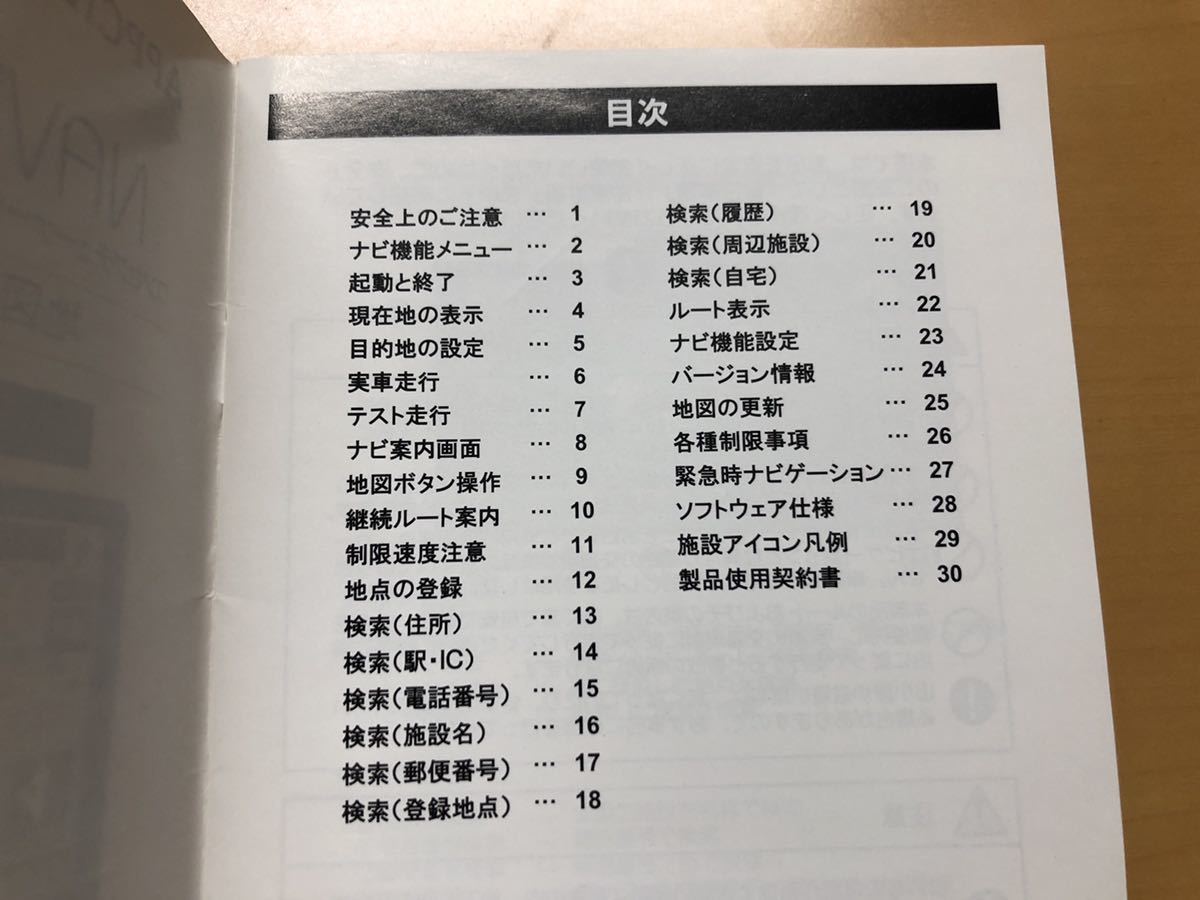 目次
安全上のご注意 … 1
ナビ機能メニュー … 2
起動と終了 … 3
現在地の表示 … 4
目的地の設定 … 5
実車走行 … 6
テスト走行 … 7
ナビ案内画面 … 8
地図ボタン操作 … 9
継続ルート案内 … 10
制限速度注意 … 11
地点の登録 … 12
検索(住所) … 13
検索(駅・IC) … 14
検索(電話番号) … 15
検索(施設名) … 16
検索(郵便番号) … 17
検索(登録地点) … 18
検索(履歴) … 19
検索(周辺施設) … 20
検索(自宅) … 21
ルート表示 … 22
ナビ機能設定 … 23
バージョン情報 … 24
地図の更新 … 25
各種制限事項 … 26
緊急時ナビゲーション… 27
ソフトウェア仕様 … 28
施設アイコン凡例 … 29
製品使用契約書 … 30